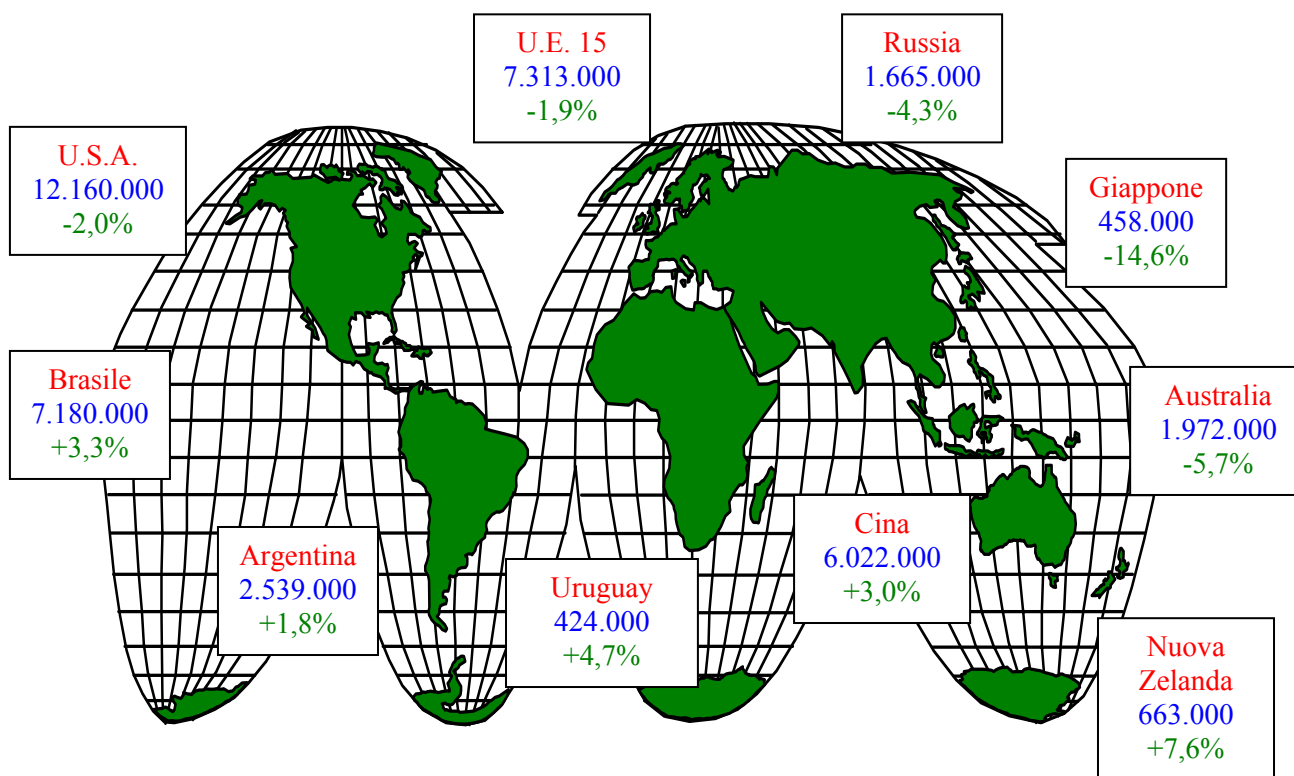 U.E. 15
7.313.000
-1,9%
Russia
1.665.000
-4,3%
U.S.A.
12.160.000
-2,0%
Giappone
458.000
-14,6%
Brasile
7.180.000
+3,3%
Australia
1.972.000
-5,7%
Argentina
2.539.000
+1,8%
Uruguay
424.000
+4,7%
Cina
6.022.000
+3,0%
Nuova
Zelanda
663.000
+7,6%